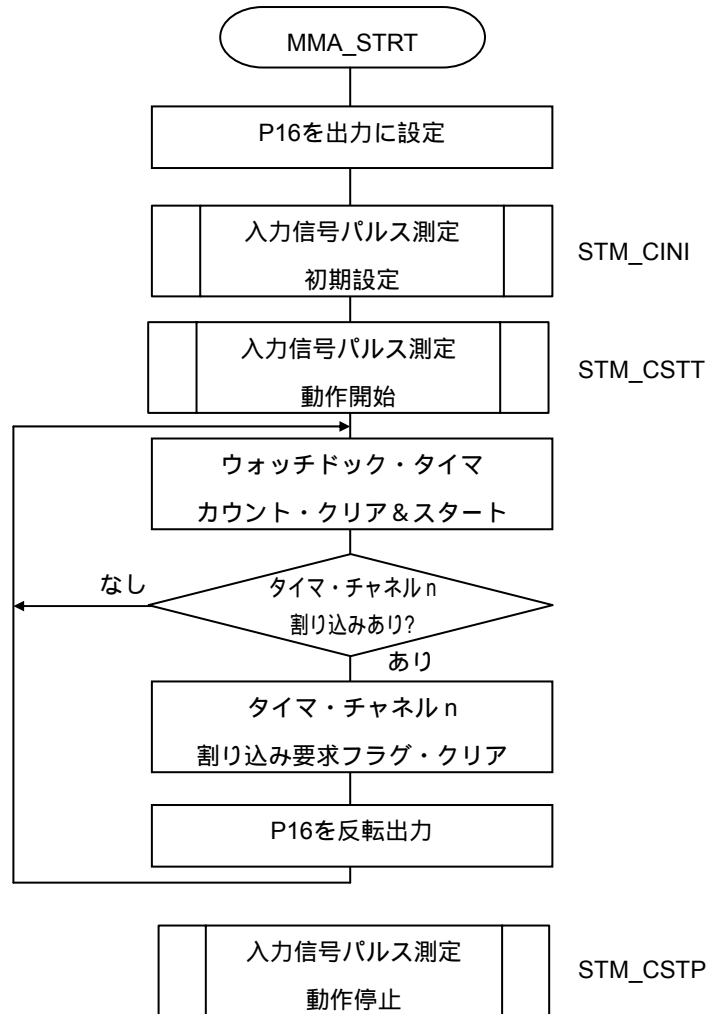 MMA_STRT
P16を出力に設定
入力信号パルス測定
初期設定
STM_CINI
入力信号パルス測定
動作開始
STM_CSTT
ウォッチドック・タイマ
カウント・クリア＆スタート
なし
タイマ・チャネルn
割り込みあり?
あり
タイマ・チャネルn
割り込み要求フラグ・クリア
P16を反転出力
入力信号パルス測定
動作停止
STM_CSTP